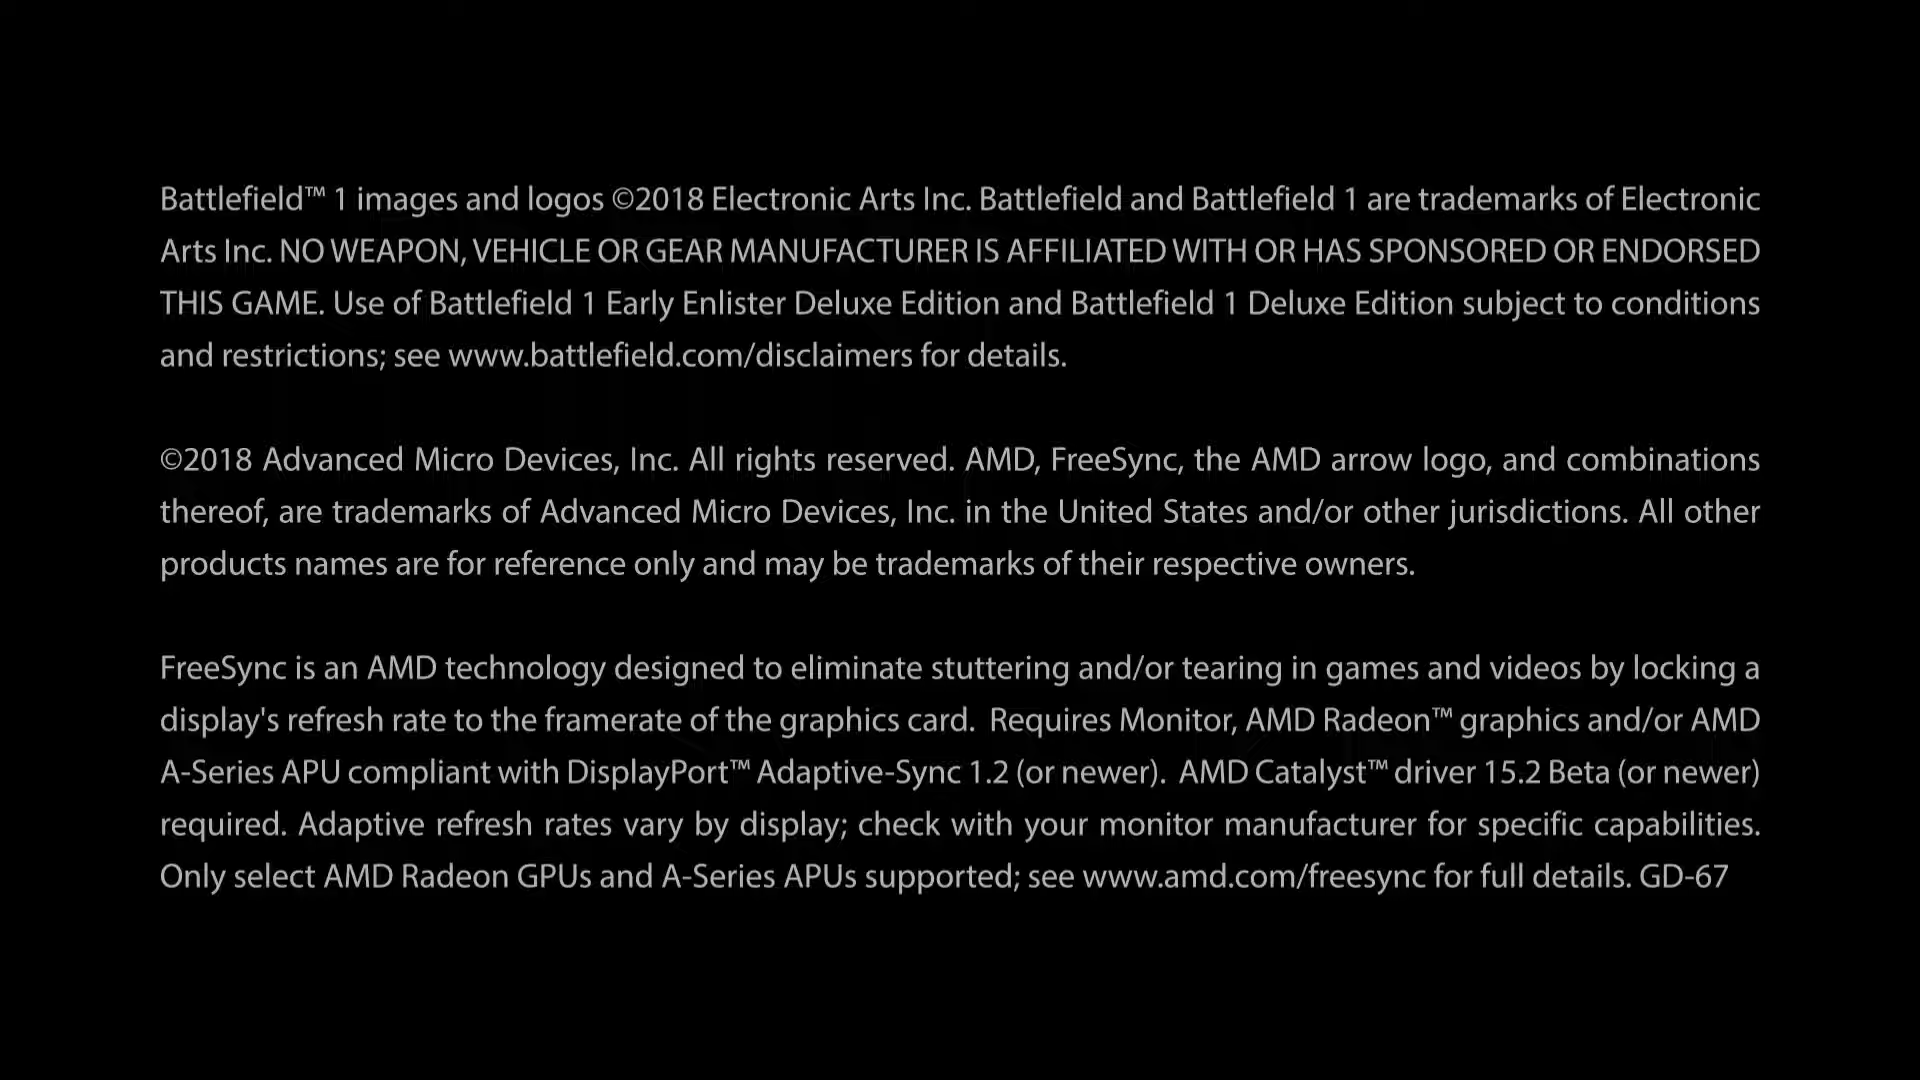 Battlefield™ 1 images and logos ©2018 Electronic Arts Inc. Battlefield and Battlefield 1 are trademarks of Electronic
Arts Inc. NO WEAPON, VEHICLE OR GEAR MANUFACTURER IS AFFILIATED WITH OR HAS SPONSORED OR ENDORSED
THIS GAME. Use of Battlefield 1 Early Enlister Deluxe Edition and Battlefield 1 Deluxe Edition subject to conditions
and restrictions; see www.battlefield.com/disclaimers for details.
©2018 Advanced Micro Devices, Inc. All rights reserved. AMD, FreeSync, the AMD arrow logo, and combinations
thereof, are trademarks of Advanced Micro Devices, Inc. in the United States and/or other jurisdictions. All other
products names are for reference only and may be trademarks of their respective owners.
FreeSync is an AMD technology designed to eliminate stuttering and/or tearing in games and videos by locking a
display's refresh rate to the framerate of the graphics card.  Requires Monitor, AMD Radeon™ graphics and/or AMD
A-Series APU compliant with DisplayPort™ Adaptive-Sync 1.2 (or newer).  AMD Catalyst™ driver 15.2 Beta (or newer)
required. Adaptive refresh rates vary by display; check with your monitor manufacturer for specific capabilities.
Only select AMD Radeon GPUs and A-Series APUs supported; see www.amd.com/freesync for full details. GD-67